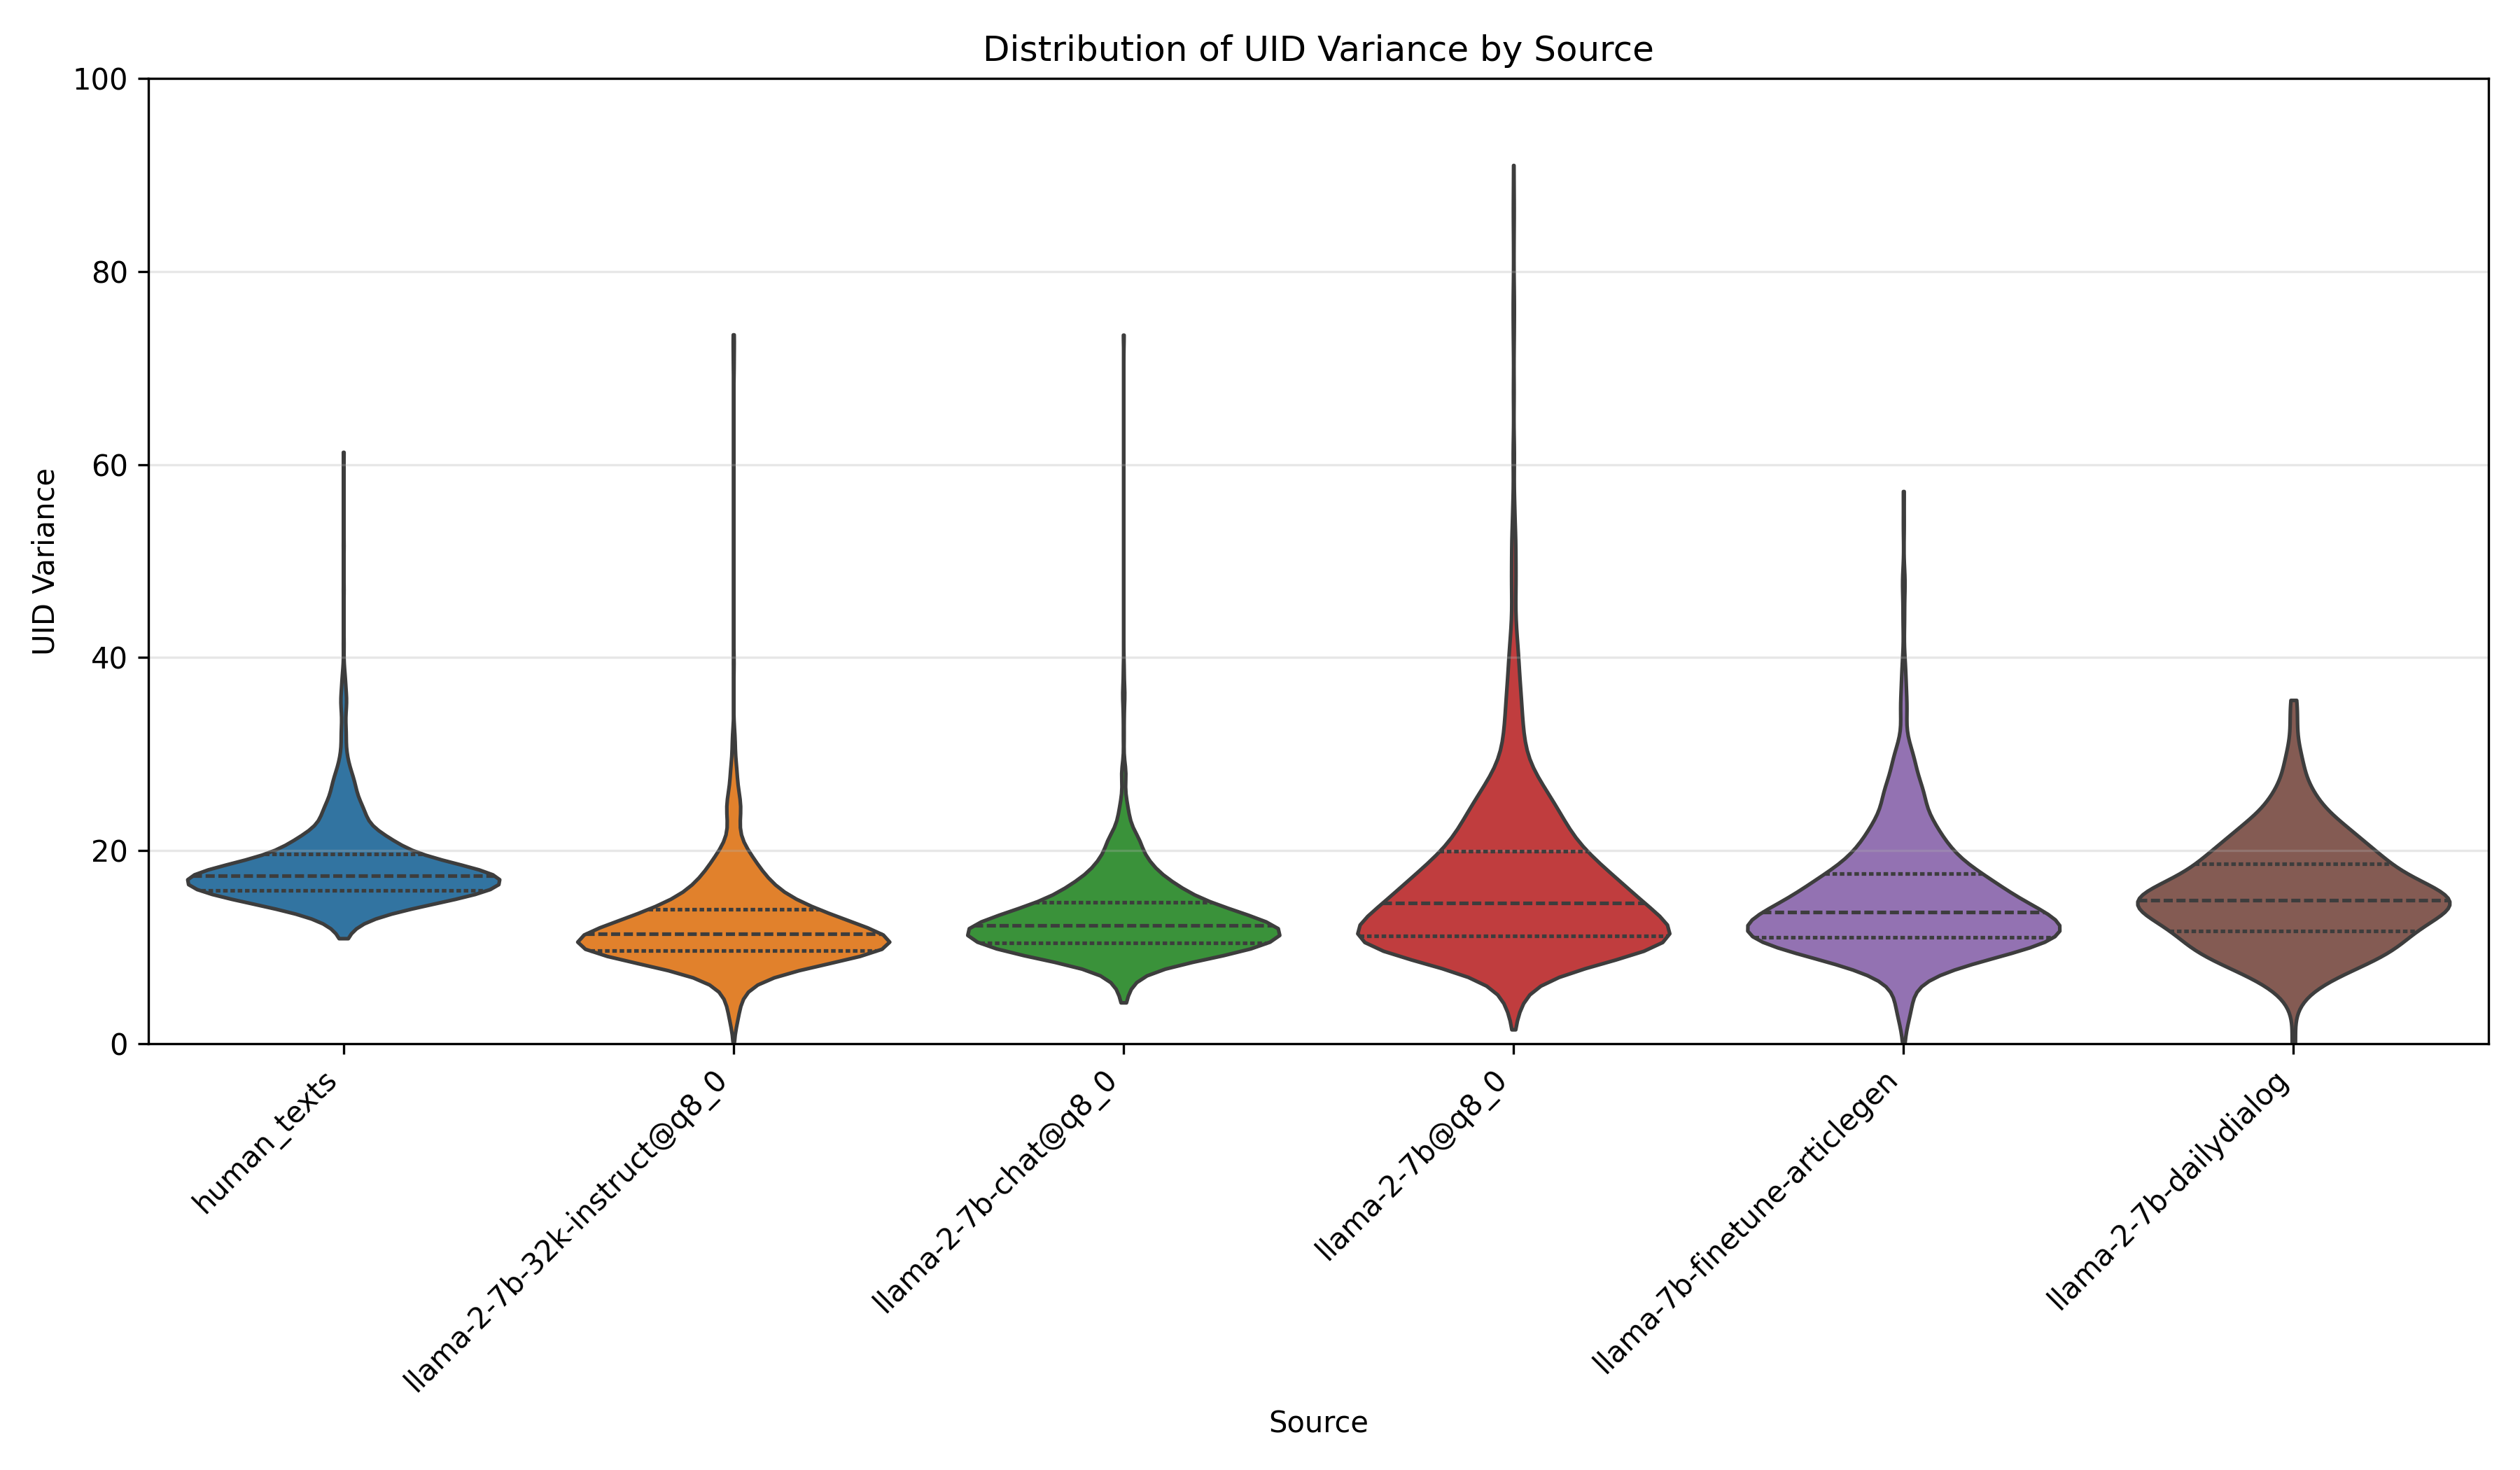 Distribution of UID Variance by Source
100
80
60
40
20
0
UID Variance
human_texts
llama-2-7b-32k-instruct@q8_0
llama-2-7b-chat@q8_0
llama-2-7b@q8_0
llama-7b-finetune-articlegen
llama-2-7b-dailydialog
Source